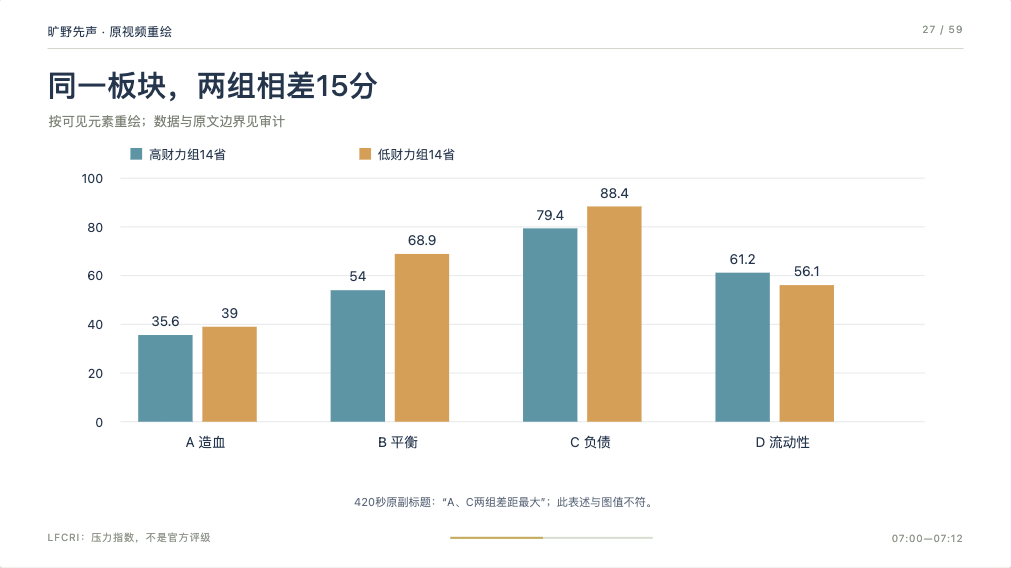 旷野先声 · 原视频重绘
27 / 59
同一板块，两组相差15分
按可见元素重绘；数据与原文边界见审计
高财力组14省
低财力组14省
100
80
60
40
20
0
35.6
39
54
68.9
79.4
88.4
61.2
56.1
A 造血
B 平衡
C 负债
D 流动性
420秒原副标题：“A、C两组差距最大”；此表述与图值不符。
LFCRI：压力指数，不是官方评级
07:00—07:12